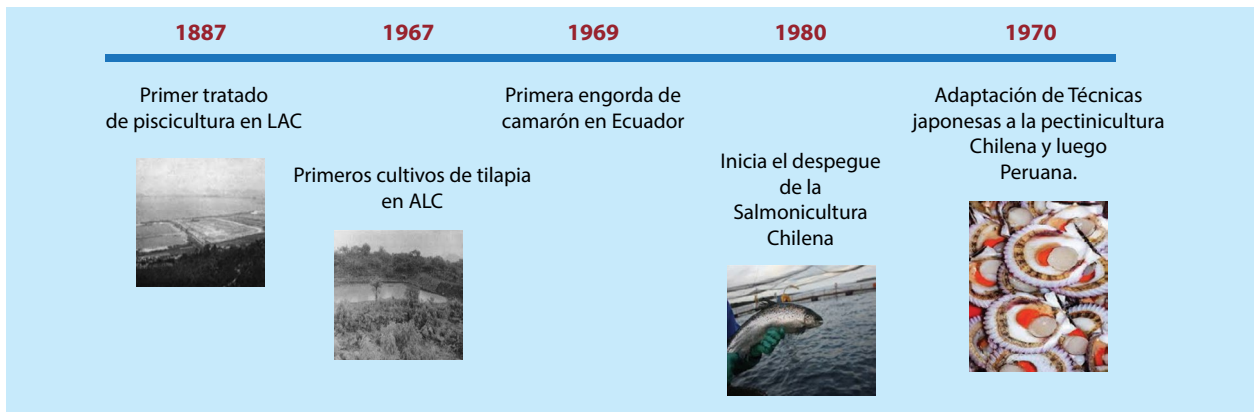 1887
1967
1969
1980
1970
Primer tratado
de piscicultura en LAC
Primeros cultivos de tilapia
en ALC
Primera engorda de
camarón en Ecuador
Inicia el despegue
de la
Salmonicultura
Chilena
Adaptación de Técnicas
japonesas a la pectinicultura
Chilena y luego
Peruana.